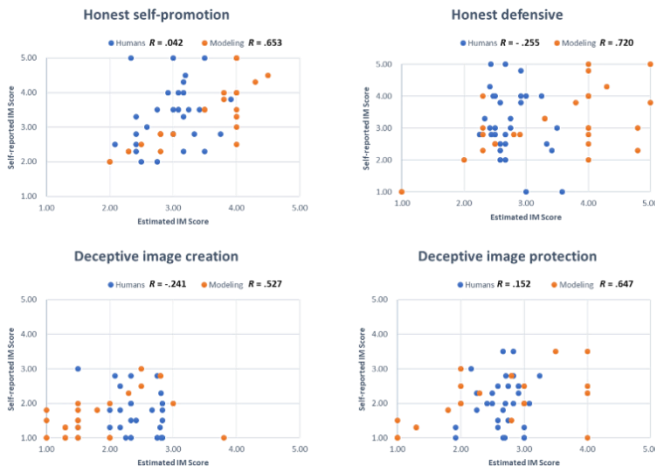 Honest self-promotion
Humans R = .042 Modeling R = .653
Self-reported IM Score
5.00
4.00
3.00
2.00
1.00
1.00 2.00 3.00 4.00 5.00
Estimated IM Score
Honest defensive
Humans R = - .255 Modeling R = .720
Self-reported IM Score
5.00
4.00
3.00
2.00
1.00
1.00 2.00 3.00 4.00 5.00
Estimated IM Score
Deceptive image creation
Humans R = -.241 Modeling R = .527
Self-reported IM Score
5.00
4.00
3.00
2.00
1.00
1.00 2.00 3.00 4.00 5.00
Estimated IM Score
Deceptive image protection
Humans R = .152 Modeling R = .647
Self-reported IM Score
5.00
4.00
3.00
2.00
1.00
1.00 2.00 3.00 4.00 5.00
Estimated IM Score